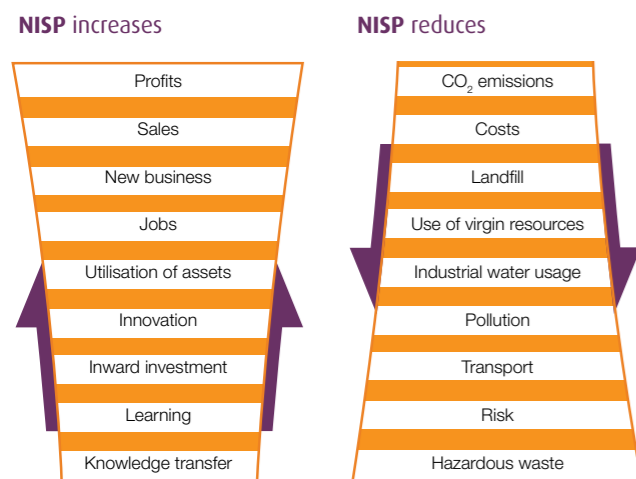 NISP increases
Profits
Sales
New business
Jobs
Utilisation of assets
Innovation
Inward investment
Learning
Knowledge transfer
NISP reduces
CO₂ emissions
Costs
Landfill
Use of virgin resources
Industrial water usage
Pollution
Transport
Risk
Hazardous waste